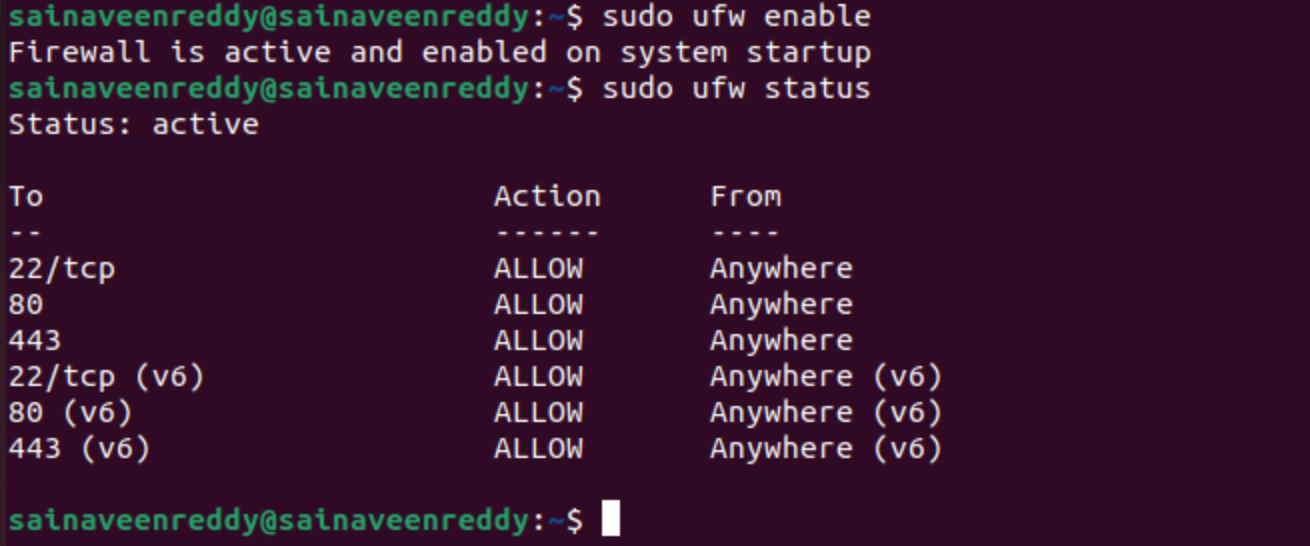 sainaveenreddy@sainaveenreddy:~$ sudo ufw enable
Firewall is active and enabled on system startup
sainaveenreddy@sainaveenreddy:~$ sudo ufw status
Status: active
To                         Action      From
--                         ------      ----
22/tcp                     ALLOW       Anywhere
80                         ALLOW       Anywhere
443                        ALLOW       Anywhere
22/tcp (v6)                ALLOW       Anywhere (v6)
80 (v6)                    ALLOW       Anywhere (v6)
443 (v6)                   ALLOW       Anywhere (v6)
sainaveenreddy@sainaveenreddy:~$